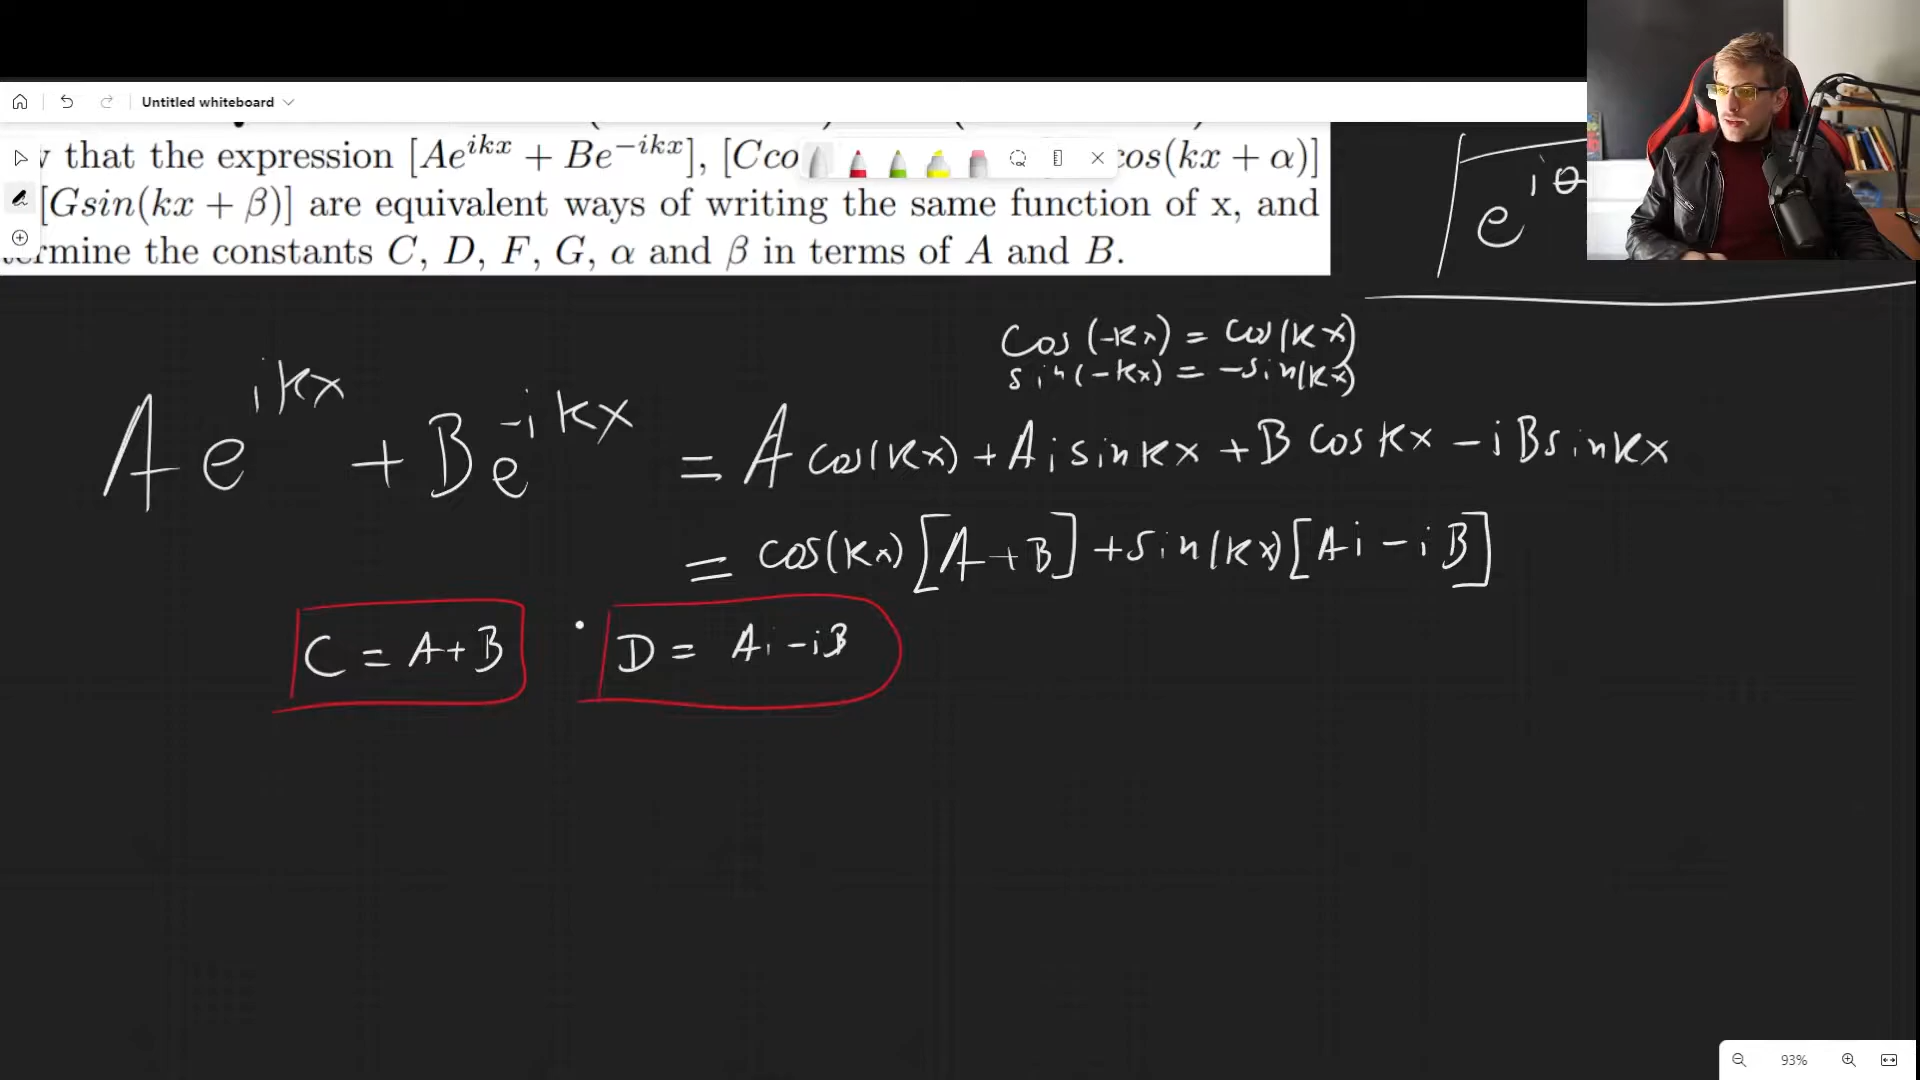 Untitled whiteboard
that the expression [Ae^{ikx} + Be^{-ikx}], [Cco cos(kx + α)]
[Gsin(kx + β)] are equivalent ways of writing the same function of x, and
rmine the constants C, D, F, G, α and β in terms of A and B.
e^{iθ}
Cos(-kx) = Cos(kx)
sin(-kx) = -sin(kx)
A e^{ikx} + B e^{-ikx} = A cos(kx) + A i sin kx + B cos kx - i B sin kx
= cos(kx) [A + B] + sin(kx) [Ai - iB]
C = A + B D = Ai - iB
93%